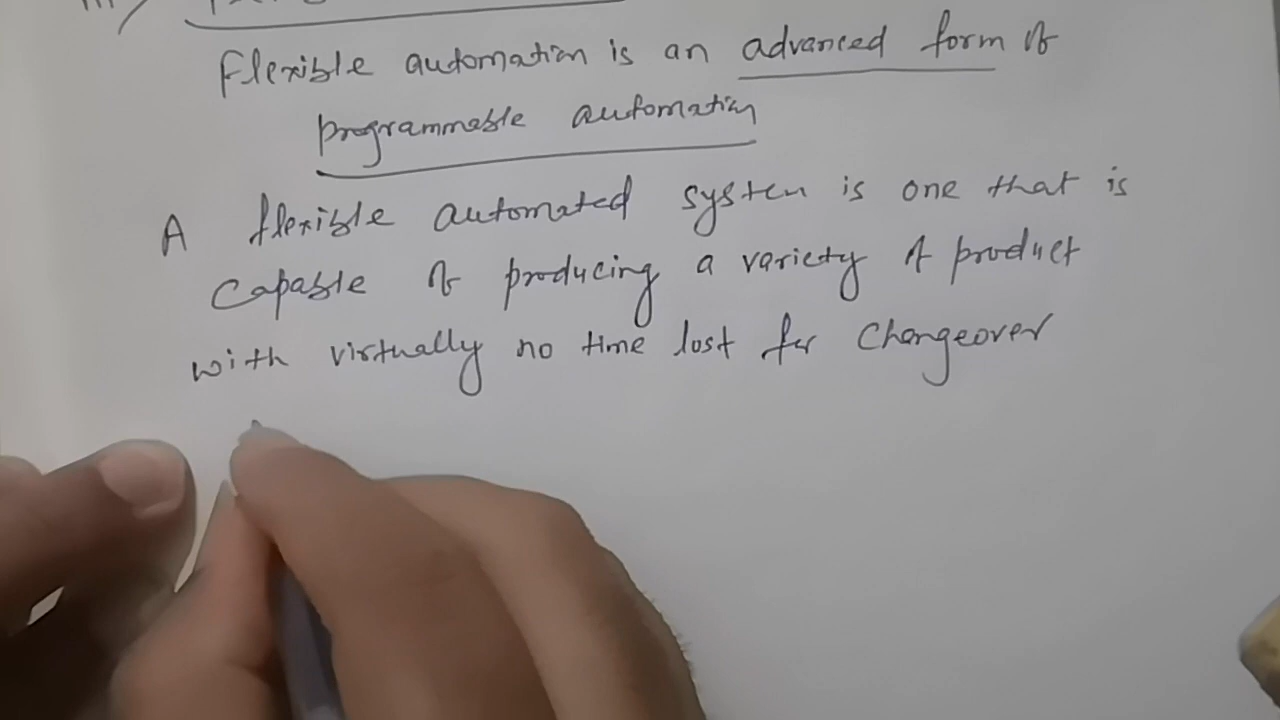 Flexible automation is an advanced form of
programmable automation
A flexible automated system is one that is
capable of producing a variety of product
with virtually no time lost for changeover